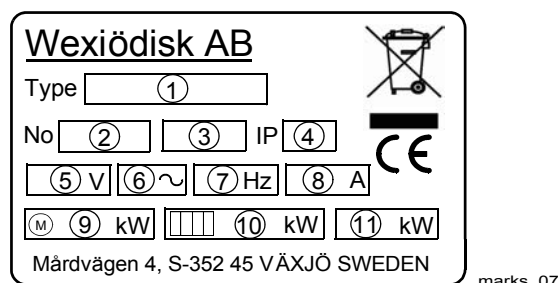 Wexiödisk AB
Type ①
No ② ③ IP ④
CE
⑤ V ⑥ ⑦ Hz ⑧ A
M ⑨ kW ⑩ kW ⑪ kW
Mårdvägen 4, S-352 45 VÄXJÖ SWEDEN
marks_07